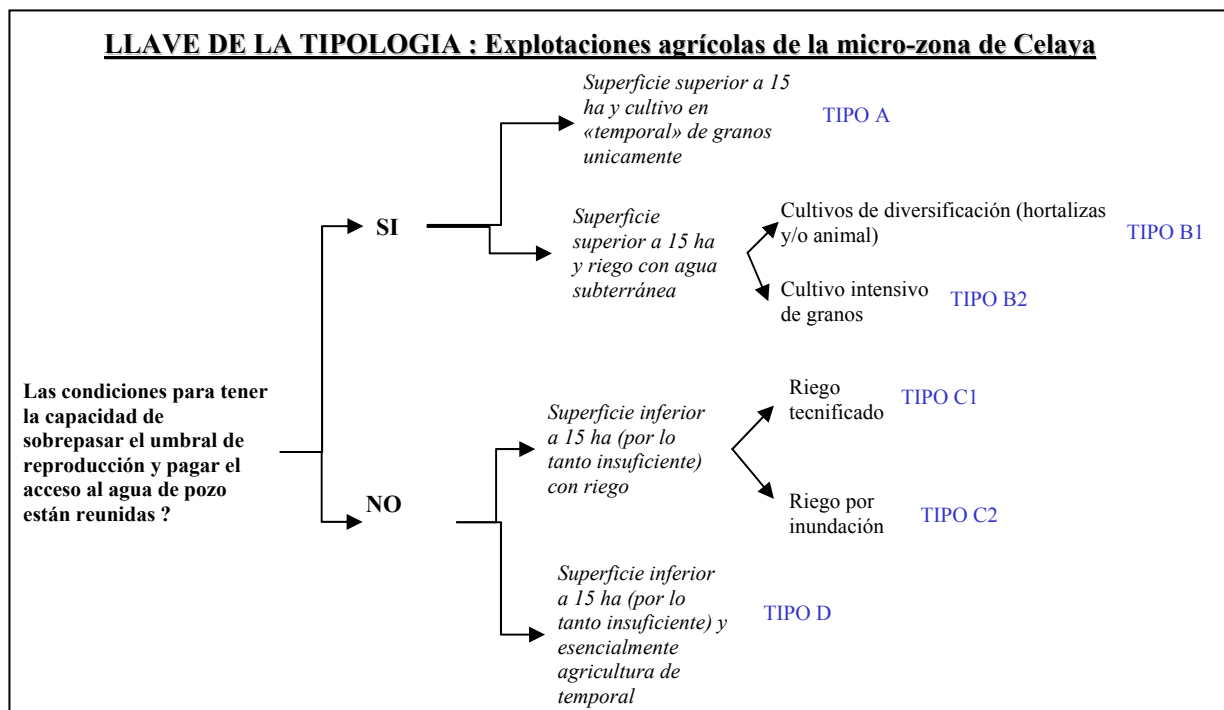 LLAVE DE LA TIPOLOGIA : Explotaciones agrícolas de la micro-zona de Celaya
Superficie superior a 15
ha y cultivo en
«temporal» de granos
unicamente
TIPO A
SI
Superficie
superior a 15 ha
y riego con agua
subterránea
Cultivos de diversificación (hortalizas
y/o animal)
TIPO B1
Cultivo intensivo
de granos
TIPO B2
Las condiciones para tener
la capacidad de
sobrepasar el umbral de
reproducción y pagar el
acceso al agua de pozo
están reunidas ?
NO
Superficie inferior
a 15 ha (por lo
tanto insuficiente)
con riego
Riego
tecnificado
TIPO C1
Riego por
inundación
TIPO C2
Superficie inferior
a 15 ha (por lo
tanto insuficiente) y
esencialmente
agricultura de
temporal
TIPO D